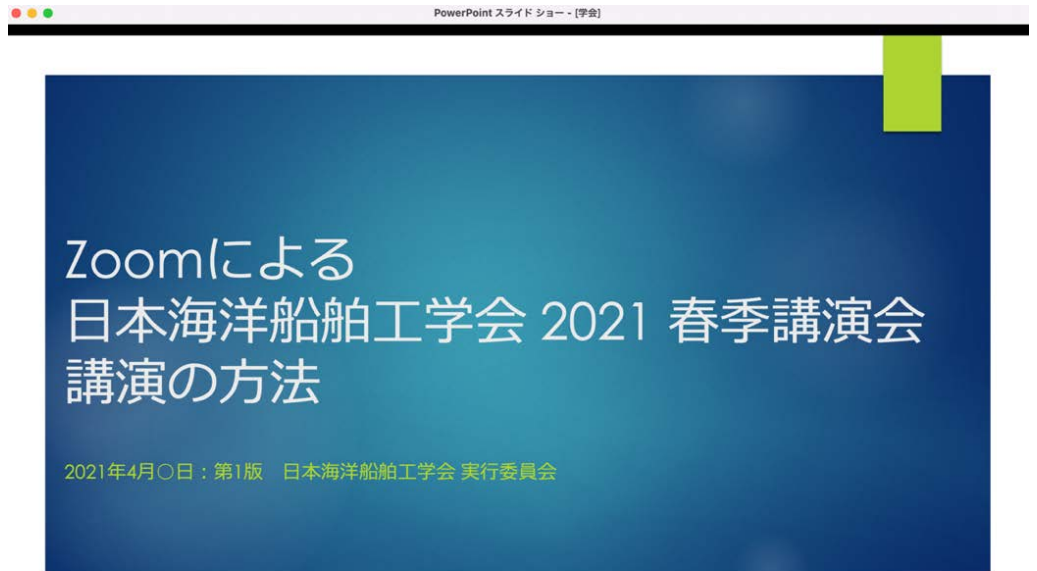 PowerPoint スライド ショー - [学会]
Zoomによる
日本海洋船舶工学会 2021 春季講演会
講演の方法
2021年4月○日：第1版　日本海洋船舶工学会 実行委員会